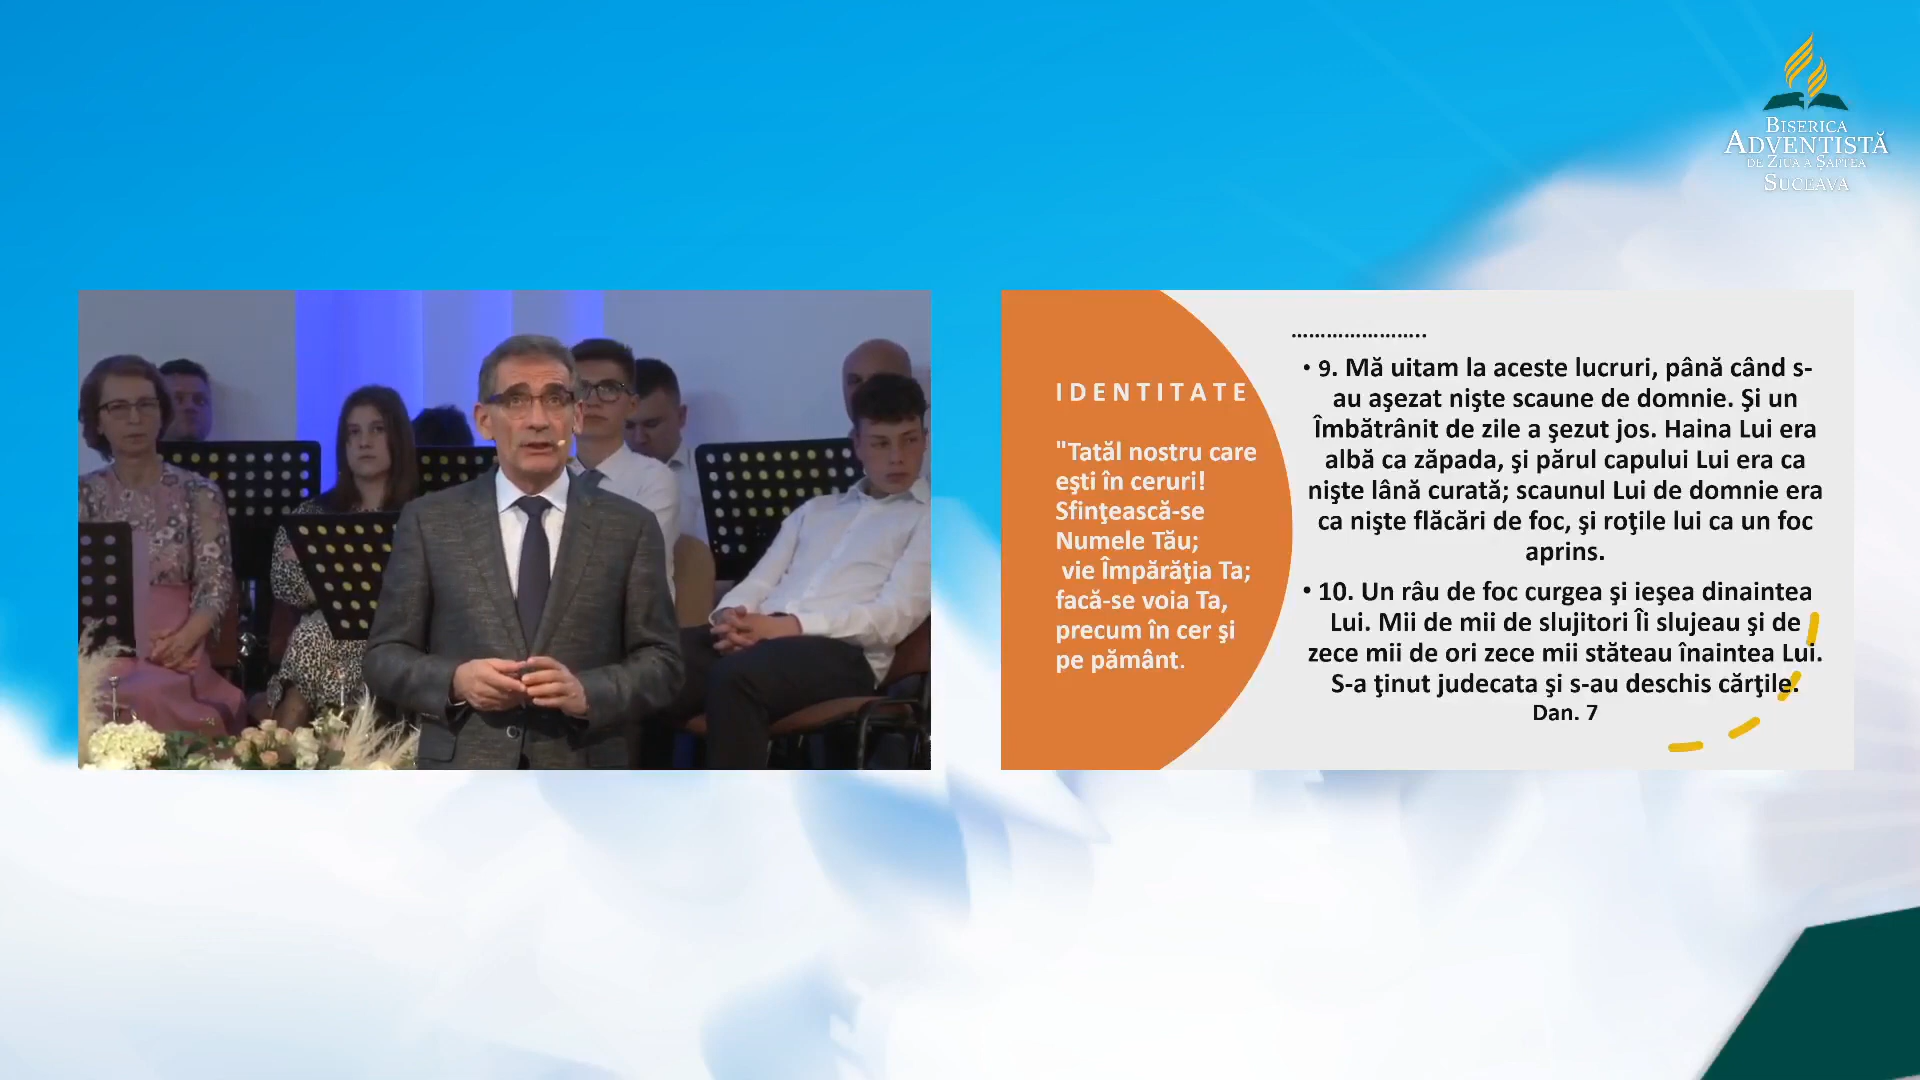 BISERICA
ADVENTISTĂ
DE ZIUA A ŞAPTEA
SUCEAVA
IDENTITATE
"Tatăl nostru care
eşti în ceruri!
Sfinţească-se
Numele Tău;
vie Împărăţia Ta;
facă-se voia Ta,
precum în cer şi
pe pământ.
…………………..
• 9. Mă uitam la aceste lucruri, până când s-
au aşezat nişte scaune de domnie. Şi un
Îmbătrânit de zile a şezut jos. Haina Lui era
albă ca zăpada, şi părul capului Lui era ca
nişte lână curată; scaunul Lui de domnie era
ca nişte flăcări de foc, şi roţile lui ca un foc
aprins.
• 10. Un râu de foc curgea şi ieşea dinaintea
Lui. Mii de mii de slujitori Îi slujeau şi de
zece mii de ori zece mii stăteau înaintea Lui.
S-a ţinut judecata şi s-au deschis cărţile.
Dan. 7